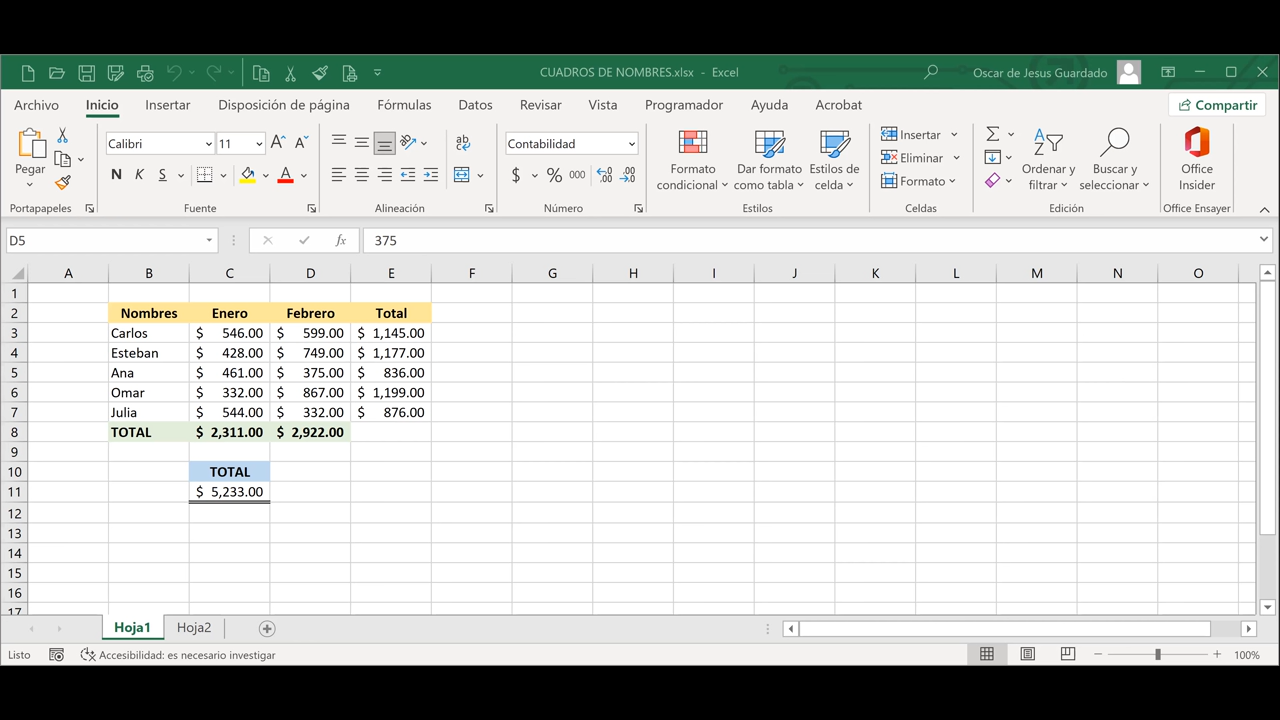 CUADROS DE NOMBRES.xlsx - Excel
Oscar de Jesus Guardado
Archivo Inicio Insertar Disposición de página Fórmulas Datos Revisar Vista Programador Ayuda Acrobat Compartir
Pegar
Calibri 11
N K S
A
ab
Contabilidad
$ % 000
Formato condicional
Dar formato como tabla
Estilos de celda
Insertar
Eliminar
Formato
Ordenar y filtrar
Buscar y seleccionar
Office Insider
Portapapeles Fuente Alineación Número Estilos Celdas Edición Office Ensayer
D5 fx 375
A B C D E F G H I J K L M N O
1
2 Nombres Enero Febrero Total
3 Carlos $ 546.00 $ 599.00 $ 1,145.00
4 Esteban $ 428.00 $ 749.00 $ 1,177.00
5 Ana $ 461.00 $ 375.00 $ 836.00
6 Omar $ 332.00 $ 867.00 $ 1,199.00
7 Julia $ 544.00 $ 332.00 $ 876.00
8 TOTAL $ 2,311.00 $ 2,922.00
9
10 TOTAL
11 $ 5,233.00
12
13
14
15
16
17
Hoja1 Hoja2
Listo Accesibilidad: es necesario investigar 100%